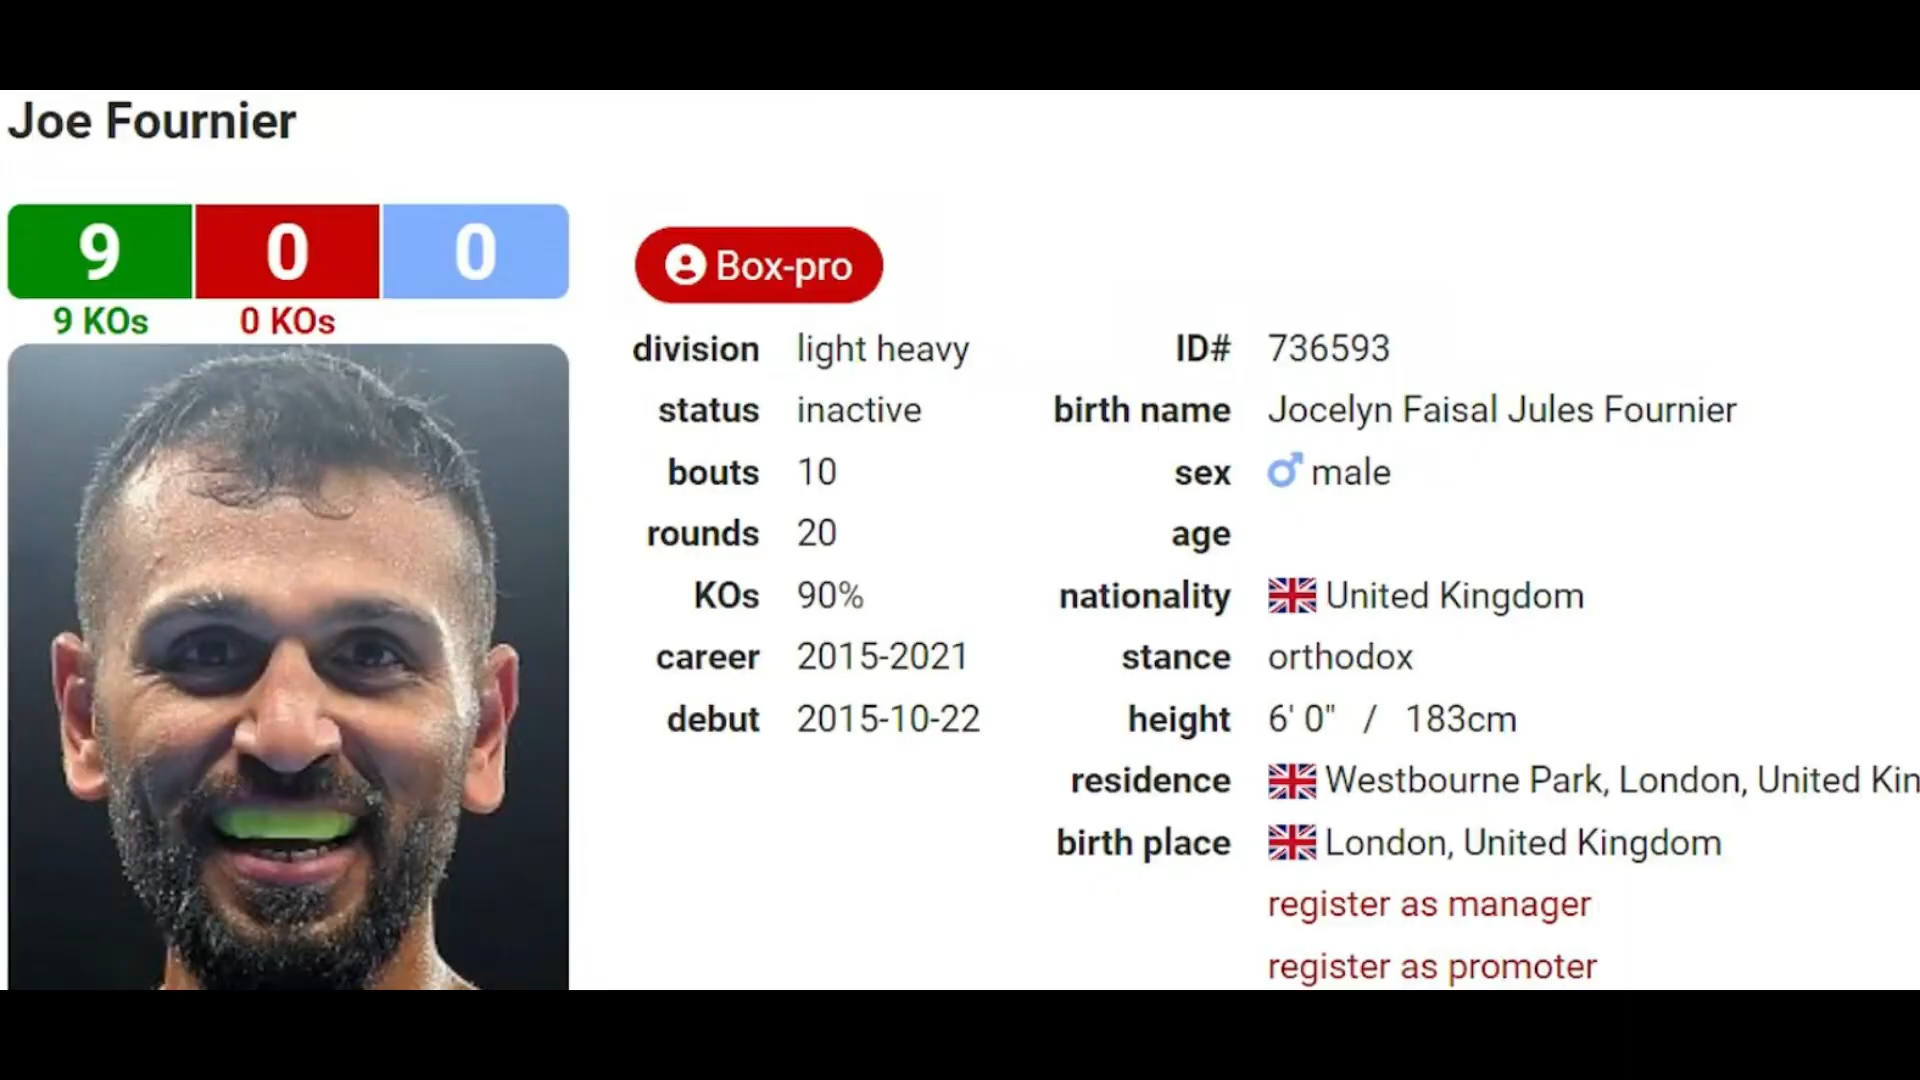 Joe Fournier
9 0 0
9 KOs 0 KOs
Box-pro
division light heavy
status inactive
bouts 10
rounds 20
KOs 90%
career 2015-2021
debut 2015-10-22
ID# 736593
birth name Jocelyn Faisal Jules Fournier
sex ♂ male
age
nationality United Kingdom
stance orthodox
height 6' 0" / 183cm
residence Westbourne Park, London, United Kin
birth place London, United Kingdom
register as manager
register as promoter